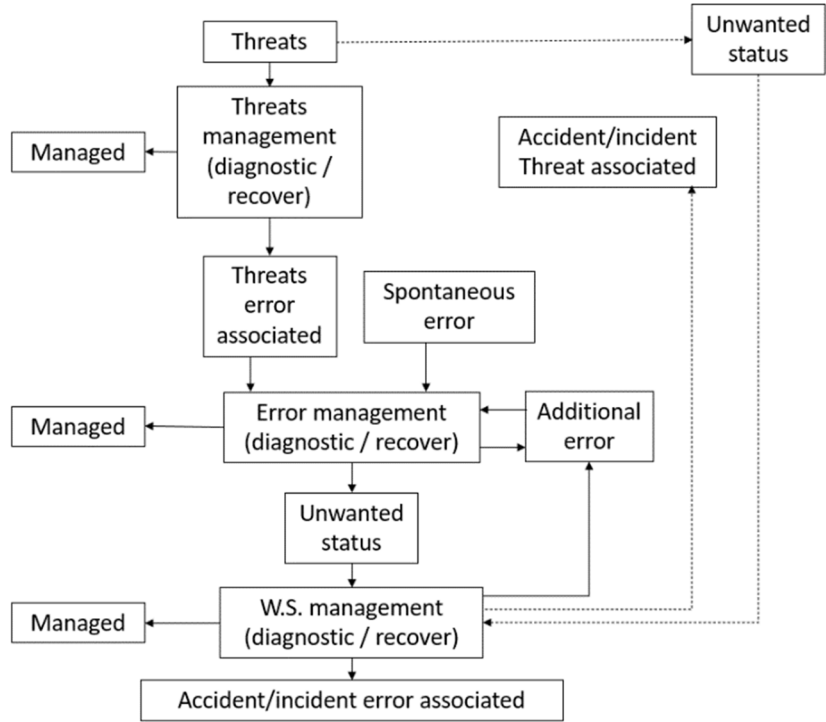 Threats
Unwanted
status
Threats
management
(diagnostic /
recover)
Managed
Accident/incident
Threat associated
Threats
error
associated
Spontaneous
error
Managed
Error management
(diagnostic / recover)
Additional
error
Unwanted
status
Managed
W.S. management
(diagnostic / recover)
Accident/incident error associated